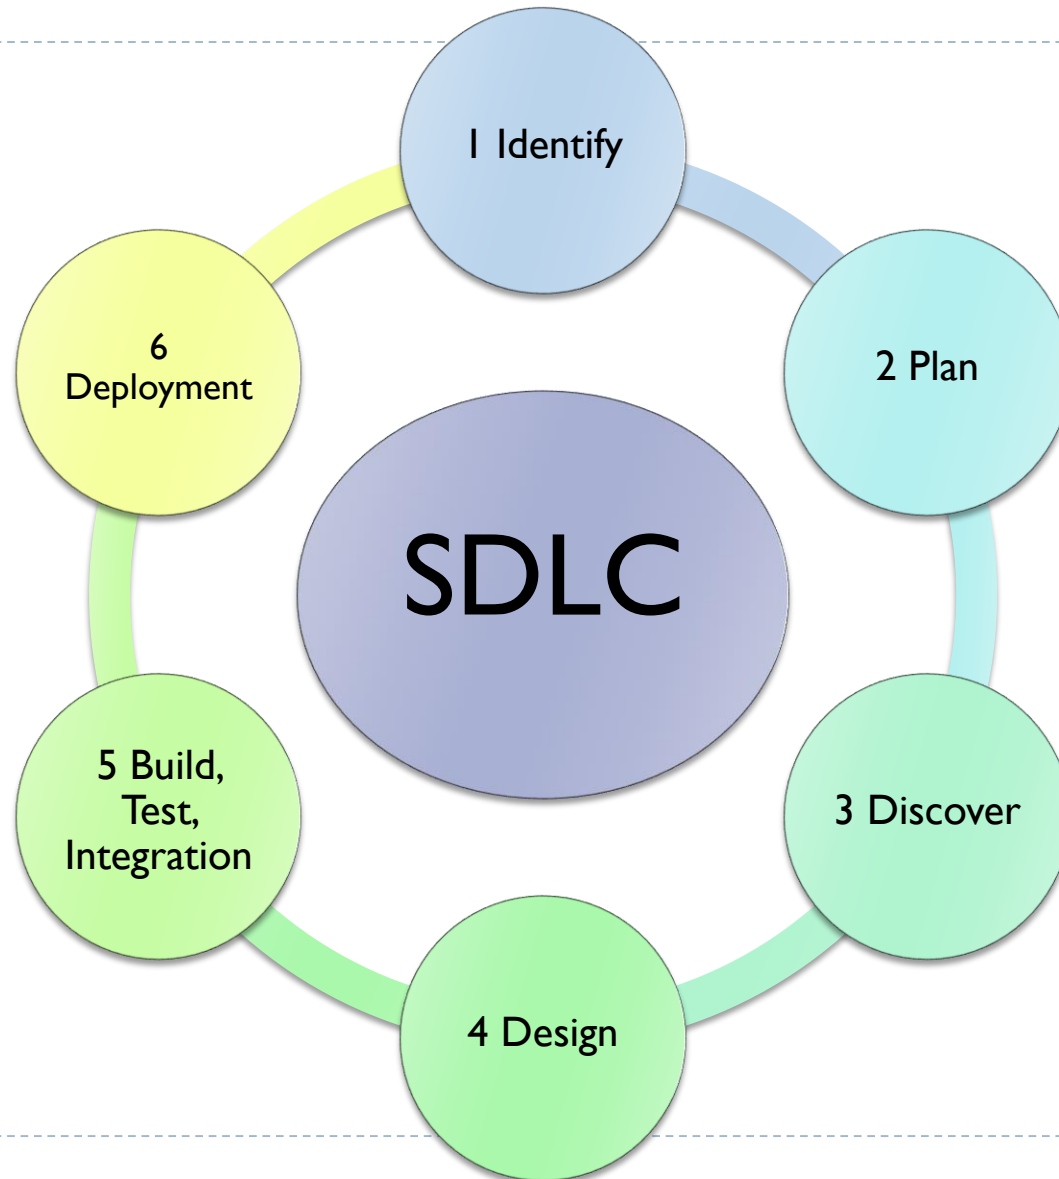 1 Identify
2 Plan
3 Discover
4 Design
5 Build,
Test,
Integration
6
Deployment
SDLC